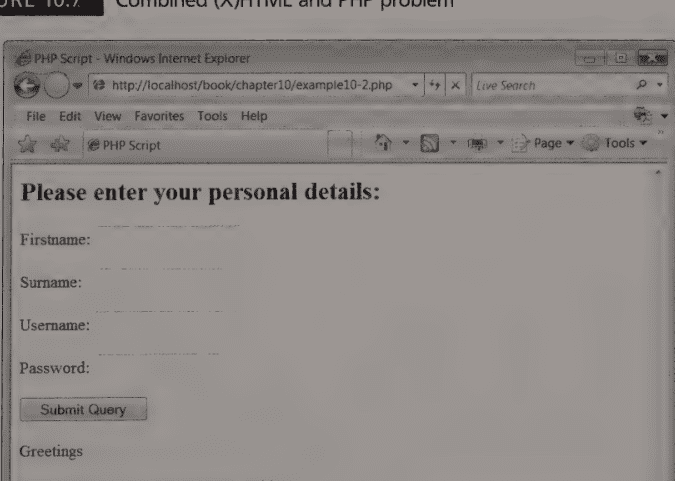 Combined (X)HTML and PHP problem
PHP Script - Windows Internet Explorer
http://localhost/book/chapter10/example10-2.php
Live Search
File Edit View Favorites Tools Help
PHP Script
Page Tools
Please enter your personal details:
Firstname:
Surname:
Username:
Password:
Submit Query
Greetings